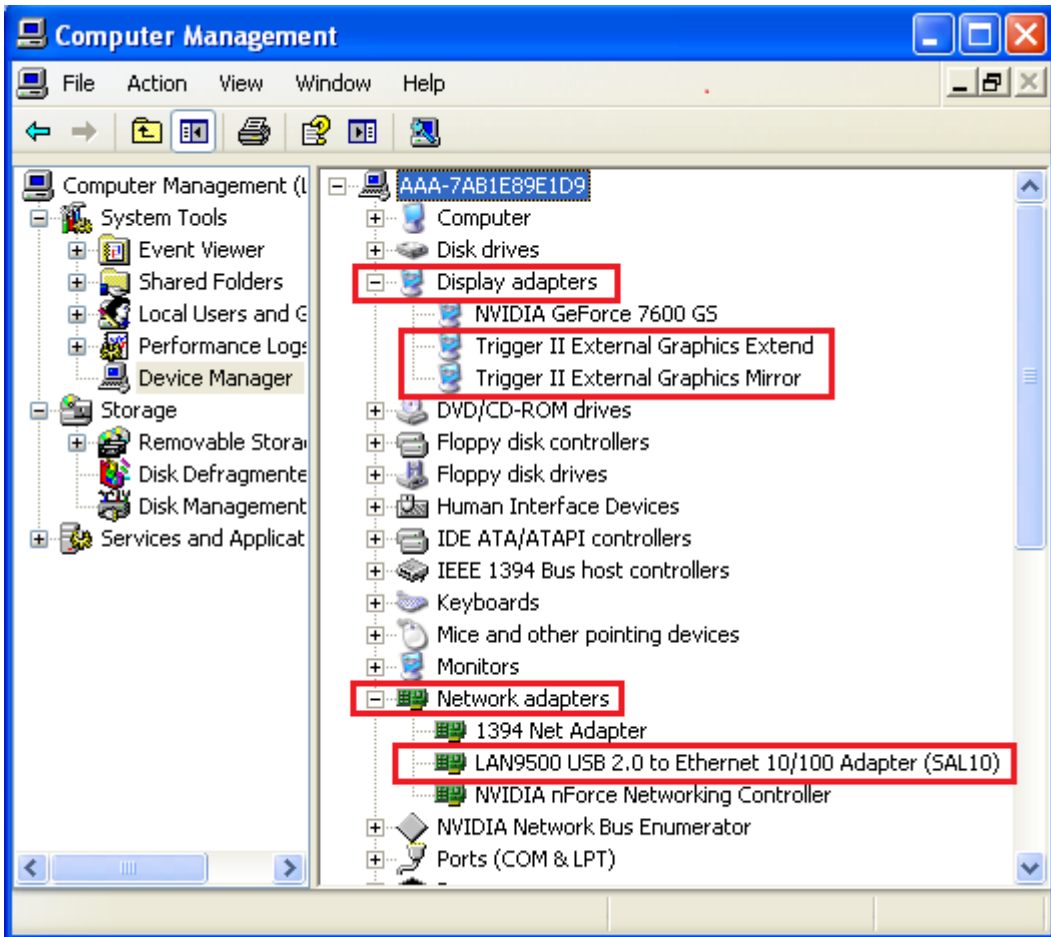 Computer Management
File Action View Window Help
Computer Management (L
System Tools
Event Viewer
Shared Folders
Local Users and G
Performance Logs
Device Manager
Storage
Removable Stora
Disk Defragmente
Disk Management
Services and Applicat
AAA-7AB1E89E1D9
Computer
Disk drives
Display adapters
NVIDIA GeForce 7600 GS
Trigger II External Graphics Extend
Trigger II External Graphics Mirror
DVD/CD-ROM drives
Floppy disk controllers
Floppy disk drives
Human Interface Devices
IDE ATA/ATAPI controllers
IEEE 1394 Bus host controllers
Keyboards
Mice and other pointing devices
Monitors
Network adapters
1394 Net Adapter
LAN9500 USB 2.0 to Ethernet 10/100 Adapter (SAL10)
NVIDIA nForce Networking Controller
NVIDIA Network Bus Enumerator
Ports (COM & LPT)